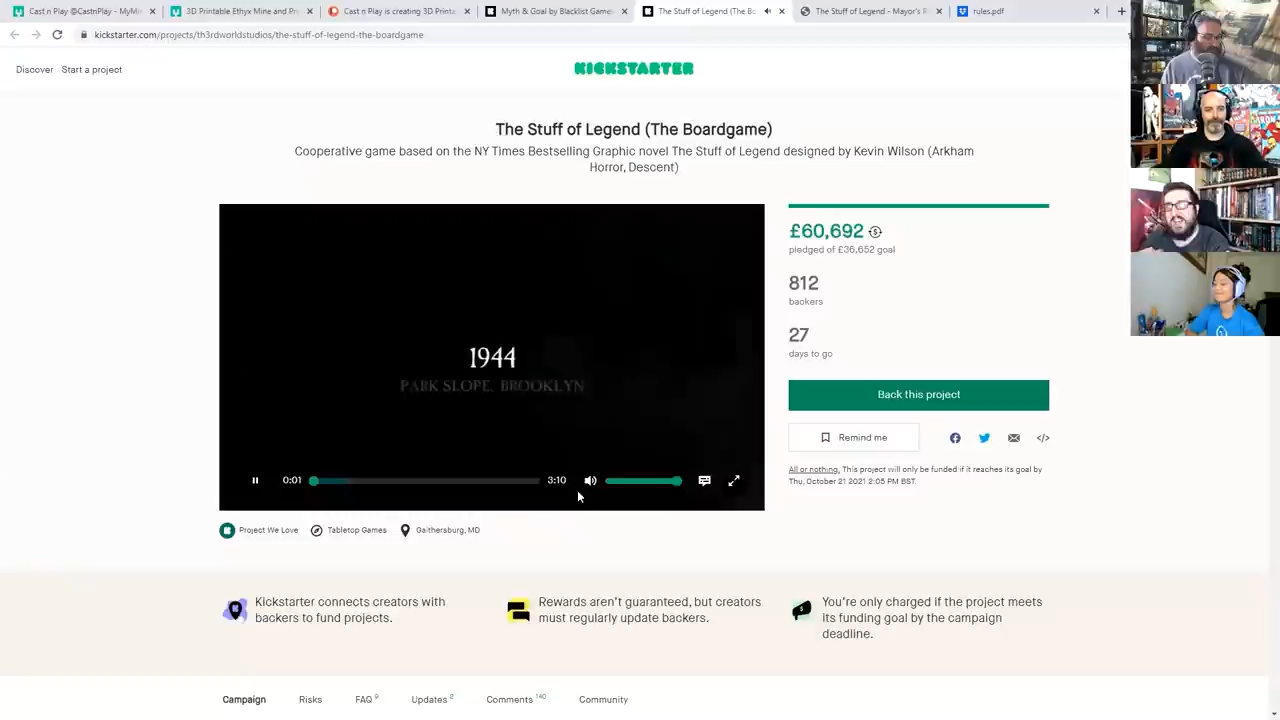 Cast n Play @CastnPlay - MyMi
3D Printable Ethyx Mine and Pr
Cast n Play is creating 3D Printa
Myth & Goal by Blacklist Games
The Stuff of Legend (The Bo
The Stuff of Legend - Mayor's R
rules.pdf
kickstarter.com/projects/th3rdworldstudios/the-stuff-of-legend-the-boardgame
Discover Start a project
KICKSTARTER
The Stuff of Legend (The Boardgame)
Cooperative game based on the NY Times Bestselling Graphic novel The Stuff of Legend designed by Kevin Wilson (Arkham
Horror, Descent)
1944
PARK SLOPE, BROOKLYN
0:01 3:10
£60,692
pledged of £36,652 goal
812
backers
27
days to go
Back this project
Remind me
All or nothing. This project will only be funded if it reaches its goal by
Thu, October 21 2021 2:05 PM BST.
Project We Love Tabletop Games Gaithersburg, MD
Kickstarter connects creators with
backers to fund projects.
Rewards aren't guaranteed, but creators
must regularly update backers.
You're only charged if the project meets
its funding goal by the campaign
deadline.
Campaign Risks FAQ 9 Updates 2 Comments 140 Community